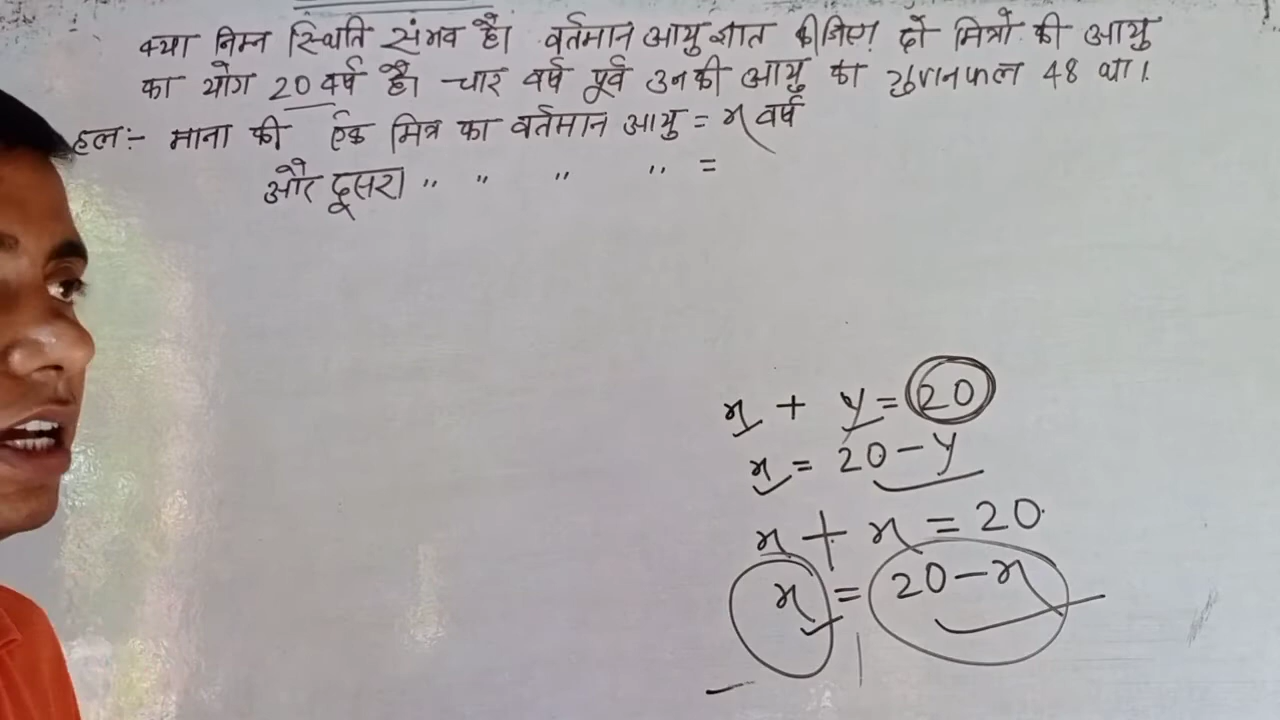 क्या निम्न स्थिति संभव है। वर्तमान आयु ज्ञात कीजिए। दो मित्रो की आयु
का योग 20 वर्ष है। चार वर्ष पूर्व उनकी आयु का गुणनफल 48 था।
हल:- माना की एक मित्र का वर्तमान आयु = x वर्ष
और दूसरा " " " " =
x + y = 20
x = 20 - y
x + x = 20
x = 20 - x